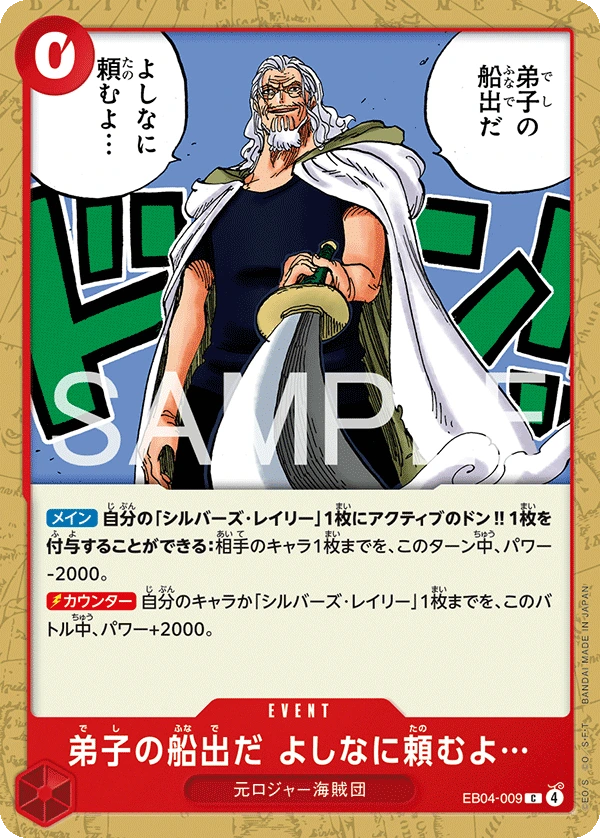 0
弟子の
船出だ
よしなに
頼むよ…
ドン
SAMPLE
メイン 自分の「シルバーズ・レイリー」1枚にアクティブのドン!!1枚を
付与することができる:相手のキャラ1枚までを、このターン中、パワー
-2000。
カウンター 自分のキャラか「シルバーズ・レイリー」1枚までを、このバ
トル中、パワー+2000。
EVENT
弟子の船出だ よしなに頼むよ…
元ロジャー海賊団
EB04-009 C 4
©E.O./S. ©O. S・F・T BANDAI MADE IN JAPAN